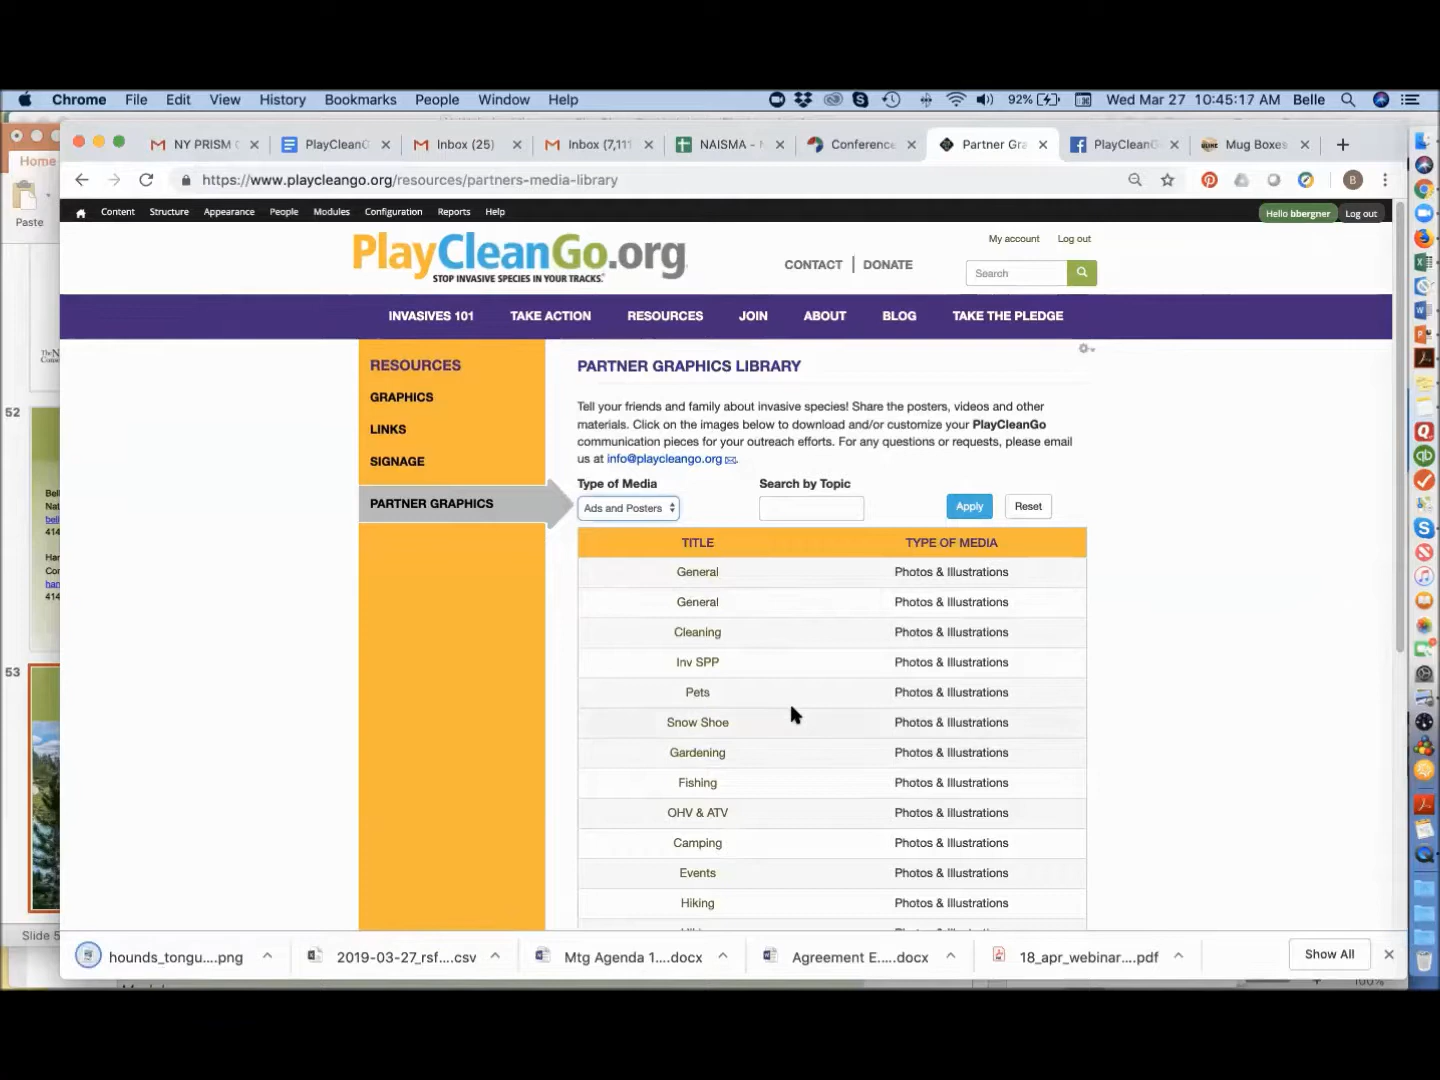 Chrome File Edit View History Bookmarks People Window Help 92% Wed Mar 27 10:45:17 AM Belle
Home
Paste
NY PRISM
PlayClean
Inbox (25)
Inbox (7,111
NAISMA -
Conference
Partner Gra
PlayClean
Mug Boxes
https://www.playcleango.org/resources/partners-media-library
Content Structure Appearance People Modules Configuration Reports Help Hello bbergner Log out
My account Log out
PlayCleanGo.org
STOP INVASIVE SPECIES IN YOUR TRACKS.
CONTACT | DONATE
Search
INVASIVES 101 TAKE ACTION RESOURCES JOIN ABOUT BLOG TAKE THE PLEDGE
RESOURCES
GRAPHICS
LINKS
SIGNAGE
PARTNER GRAPHICS
PARTNER GRAPHICS LIBRARY
Tell your friends and family about invasive species! Share the posters, videos and other
materials. Click on the images below to download and/or customize your PlayCleanGo
communication pieces for your outreach efforts. For any questions or requests, please email
us at info@playcleango.org.
Type of Media Search by Topic
Ads and Posters Apply Reset
TITLE TYPE OF MEDIA
General Photos & Illustrations
General Photos & Illustrations
Cleaning Photos & Illustrations
Inv SPP Photos & Illustrations
Pets Photos & Illustrations
Snow Shoe Photos & Illustrations
Gardening Photos & Illustrations
Fishing Photos & Illustrations
OHV & ATV Photos & Illustrations
Camping Photos & Illustrations
Events Photos & Illustrations
Hiking Photos & Illustrations
52
53
Slide 5
hounds_tongu....png
2019-03-27_rsf....csv
Mtg Agenda 1....docx
Agreement E.....docx
18_apr_webinar....pdf
Show All
100%